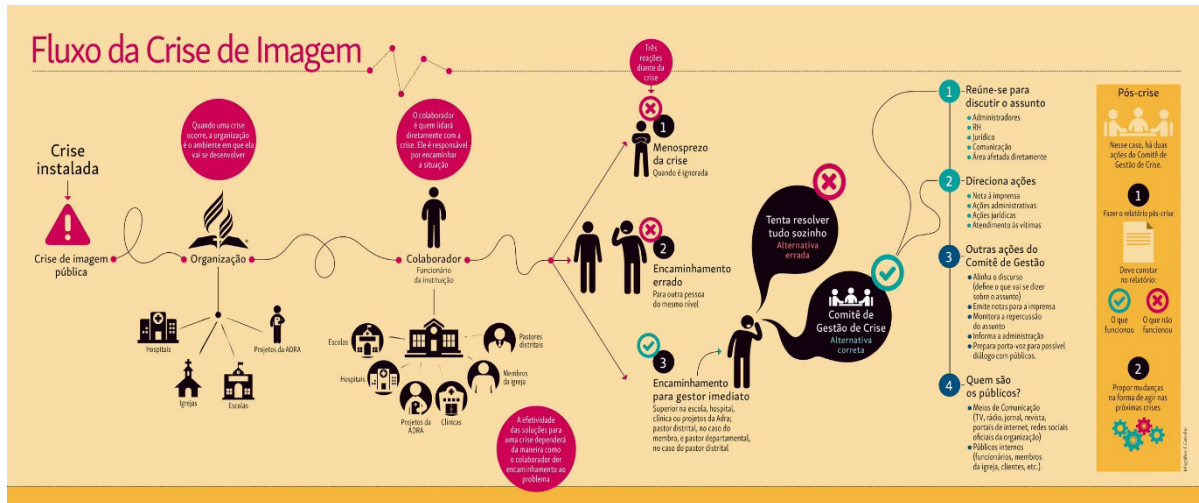 Fluxo da Crise de Imagem
Crise
instalada
Crise de imagem
pública
Quando uma crise
ocorre, a organização
é o ambiente em que ela
vai se desenvolver
Organização
Hospitais
Igrejas
Escolas
Projetos da ADRA
O colaborador
é quem lidará
diretamente com a
crise. Ele é responsável
por encaminhar
a situação
Colaborador
Funcionário
da instituição
Escolas
Hospitais
Projetos da
ADRA
Clínicas
Membros
da igreja
Pastores
distritais
A efetividade
das soluções para
uma crise dependerá
da maneira como
o colaborador der
encaminhamento ao
problema
Três
reações
diante da
crise
1
Menosprezo
da crise
Quando é ignorada
2
Encaminhamento
errado
Para outra pessoa
do mesmo nível
3
Encaminhamento
para gestor imediato
Superior na escola, hospital,
clínica ou projetos da Adra;
pastor distrital, no caso do
membro, e pastor departamental,
no caso do pastor distrital
Tenta resolver
tudo sozinho
Alternativa
errada
Comitê de
Gestão de Crise
Alternativa
correta
1
Reúne-se para
discutir o assunto
Administradores
RH
Jurídico
Comunicação
Área afetada diretamente
2
Direciona ações
Nota à imprensa
Ações administrativas
Ações jurídicas
Atendimento às vítimas
3
Outras ações do
Comitê de Gestão
Alinha o discurso
(define o que vai se dizer
sobre o assunto)
Emite notas para a imprensa
Monitora a repercussão
do assunto
Informa a administração
Prepara porta-voz para possível
diálogo com públicos.
4
Quem são
os públicos?
Meios de Comunicação
(TV, rádio, jornal, revista,
portais de internet, redes sociais
oficiais da organização)
Públicos internos
(funcionários, membros
da igreja, clientes, etc.).
Pós-crise
Nesse caso, há duas
ações do Comitê de
Gestão de Crise.
1
Fazer o relatório pós-crise
Deve constar
no relatório:
O que
funcionou
O que não
funcionou
2
Propor mudanças
na forma de agir nas
próximas crises